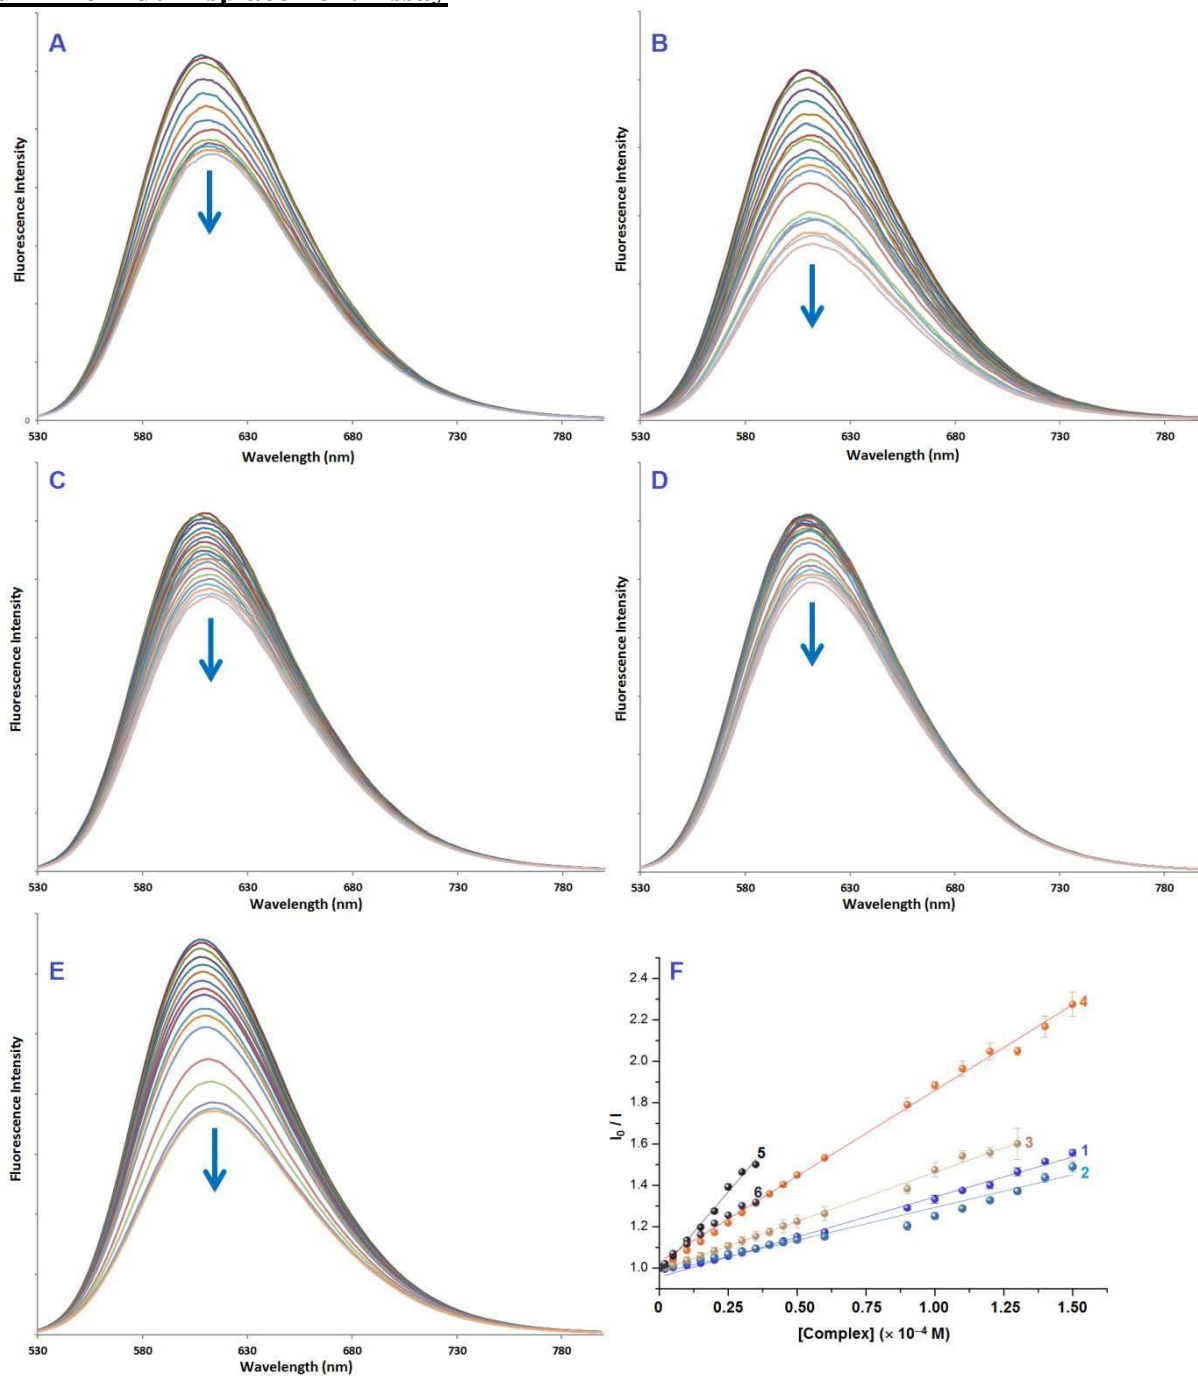 A
Fluorescence Intensity
0
530 580 630 680 730 780
Wavelength (nm)
B
Fluorescence Intensity
530 580 630 680 730 780
Wavelength (nm)
C
Fluorescence Intensity
530 580 630 680 730 780
Wavelength (nm)
D
Fluorescence Intensity
530 580 630 680 730 780
Wavelength (nm)
E
Fluorescence Intensity
530 580 630 680 730 780
Wavelength (nm)
F
I₀ / I
2.4
2.2
2.0
1.8
1.6
1.4
1.2
1.0
4
3
5
1
6
2
0 0.25 0.50 0.75 1.00 1.25 1.50
[Complex] (× 10⁻⁴ M)